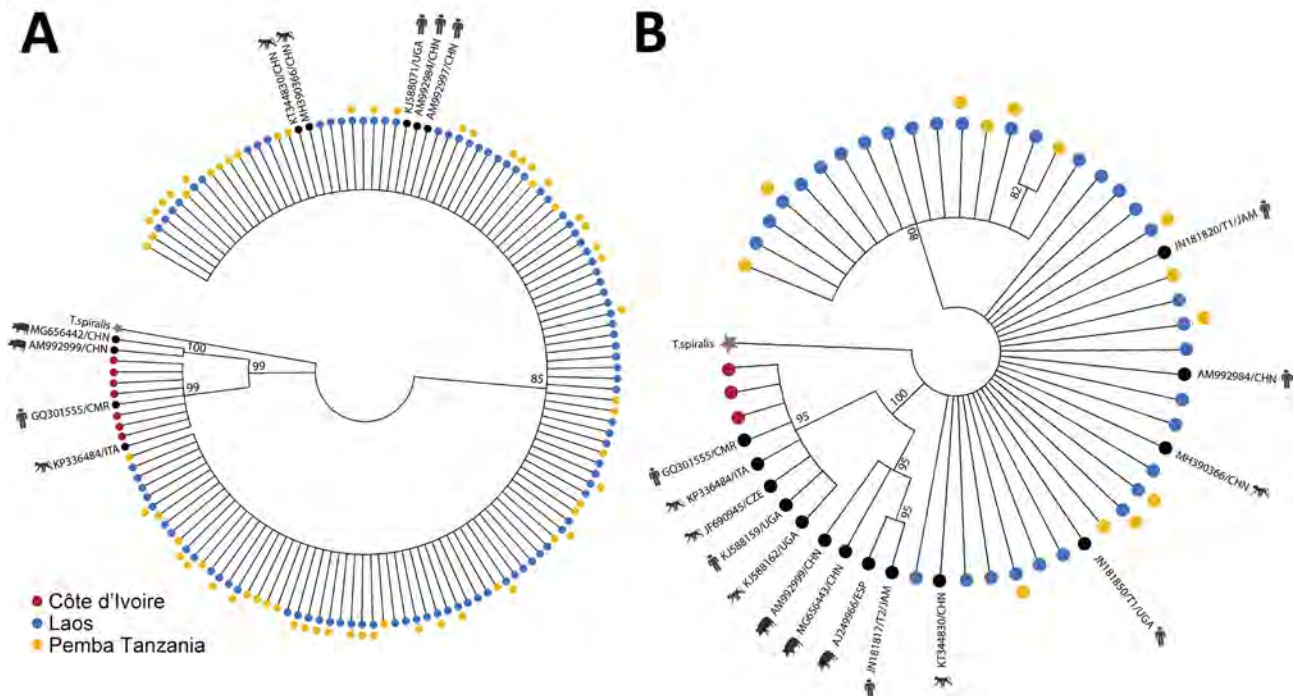 A
KT344830/CHN
MH390366/CHN
KJ588071/UGA
AM992984/CHN
AM992997/CHN
T.spiralis
MG656442/CHN
AM992999/CHN
100
99
99
85
GQ301555/CMR
KP336484/ITA
Côte d'Ivoire
Laos
Pemba Tanzania
B
82
80
JN181820/T1/JAM
T.spiralis
AM992984/CHN
100
95
MH390366/CHN
GQ301555/CMR
95
KP336484/ITA
JF690945/CZE
95
KJ588159/UGA
KJ588162/UGA
AM992999/CHN
MG656443/CHN
AJ249966/ESP
JN181817/T2/JAM
KT344830/CHN
JN181850/T1/UGA